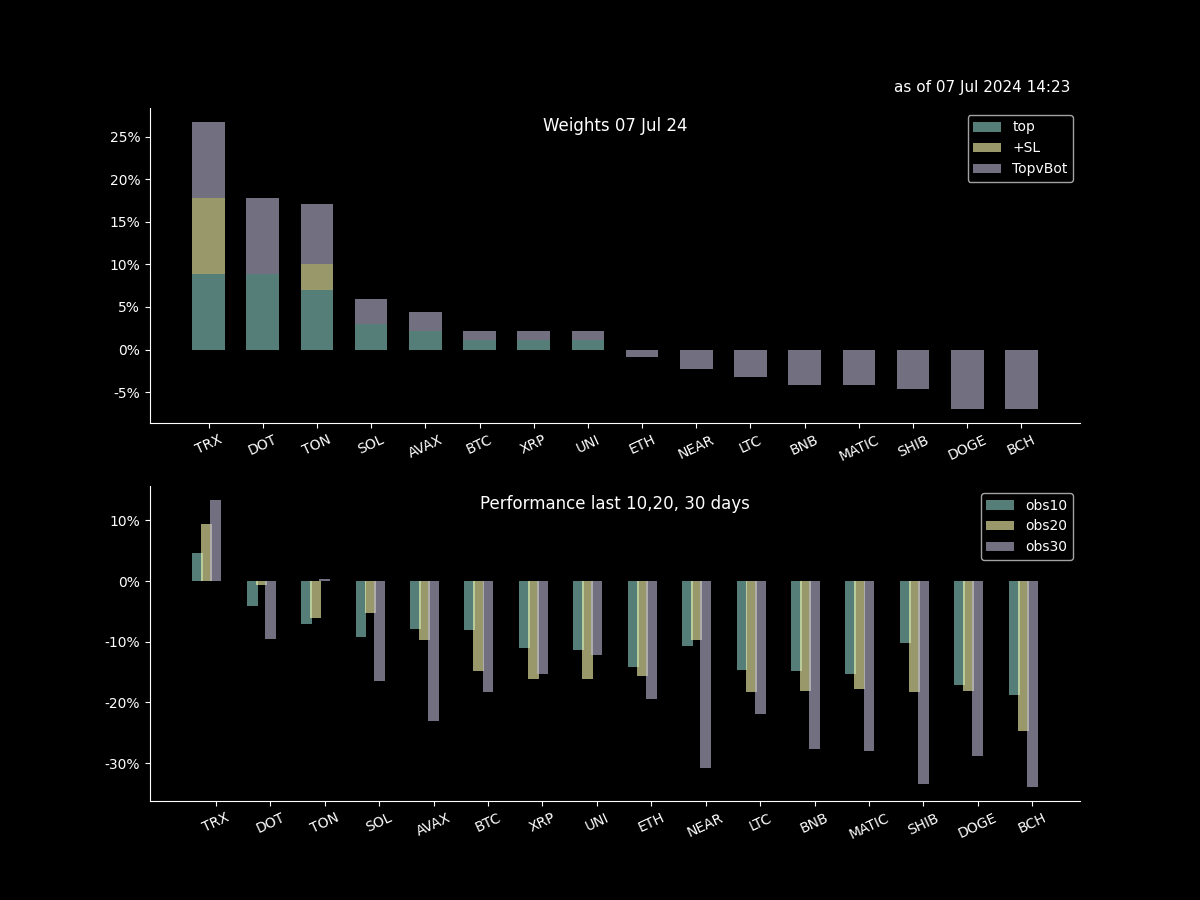 as of 07 Jul 2024 14:23
Weights 07 Jul 24
top
+SL
TopvBot
25%
20%
15%
10%
5%
0%
-5%
TRX DOT TON SOL AVAX BTC XRP UNI ETH NEAR LTC BNB MATIC SHIB DOGE BCH
Performance last 10,20, 30 days
obs10
obs20
obs30
10%
0%
-10%
-20%
-30%
TRX DOT TON SOL AVAX BTC XRP UNI ETH NEAR LTC BNB MATIC SHIB DOGE BCH